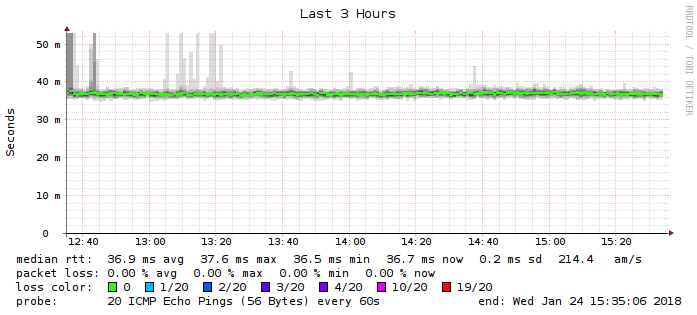 Last 3 Hours
RRDTOOL / TOBI OETIKER
Seconds
50 m
40 m
30 m
20 m
10 m
0
12:40 13:00 13:20 13:40 14:00 14:20 14:40 15:00 15:20
median rtt: 36.9 ms avg 37.6 ms max 36.5 ms min 36.7 ms now 0.2 ms sd 214.4 am/s
packet loss: 0.00 % avg 0.00 % max 0.00 % min 0.00 % now
loss color: 0 1/20 2/20 3/20 4/20 10/20 19/20
probe: 20 ICMP Echo Pings (56 Bytes) every 60s end: Wed Jan 24 15:35:06 2018